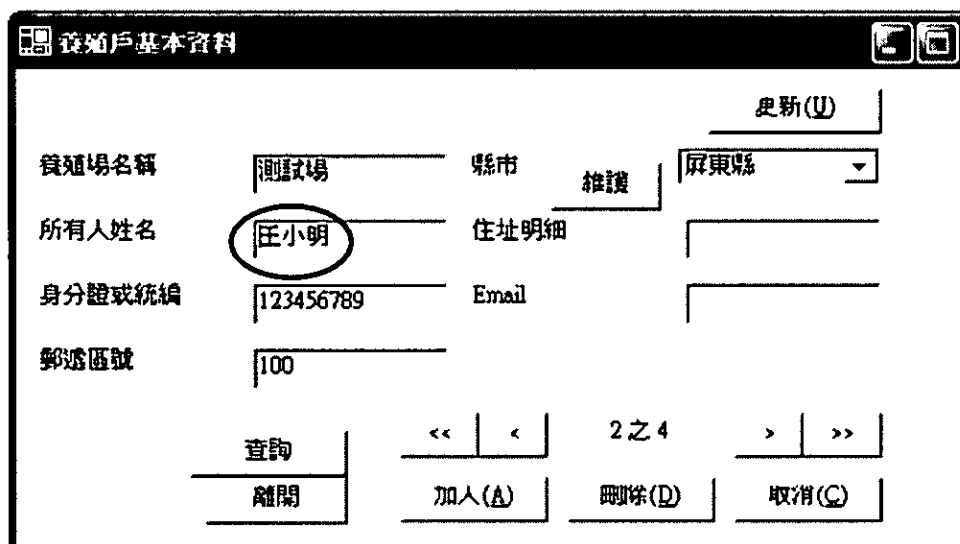 養殖戶基本資料
更新(U)
養殖場名稱 測試場 縣市 維護 屏東縣
所有人姓名 王小明 住址明細
身分證或統編 123456789 Email
郵遞區號 100
<< < 2 之 4 > >>
查詢
離開 加入(A) 刪除(D) 取消(C)